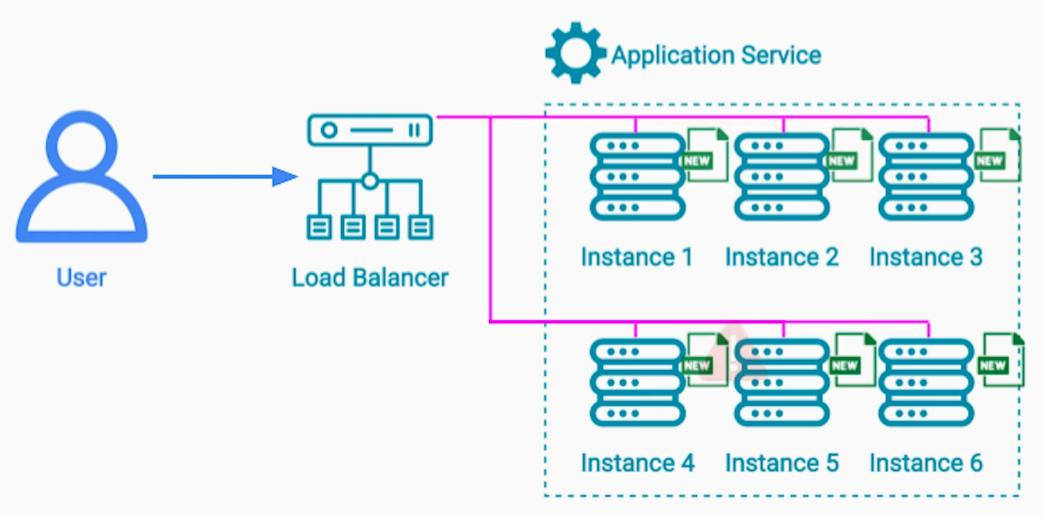 Application Service
NEW NEW NEW
Instance 1 Instance 2 Instance 3
User
Load Balancer
NEW NEW NEW
Instance 4 Instance 5 Instance 6